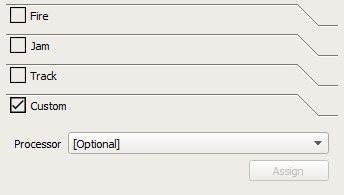 Fire
Jam
Track
Custom
Processor [Optional]
Assign